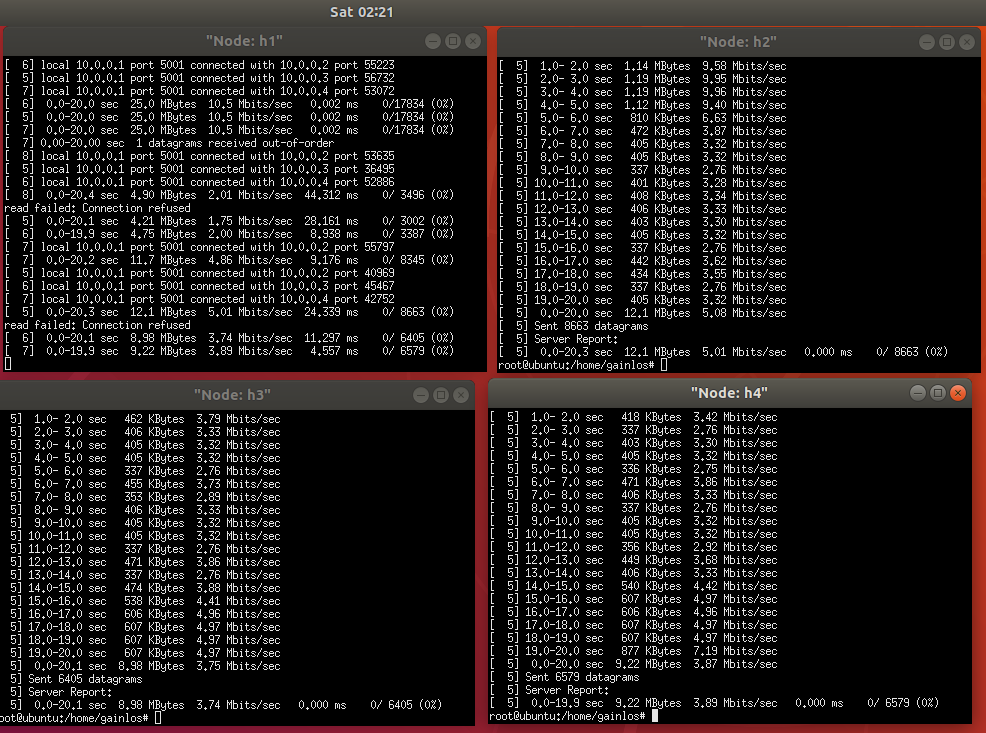 Sat 02:21
"Node: h1"
[  6] local 10.0.0.1 port 5001 connected with 10.0.0.2 port 55223
[  5] local 10.0.0.1 port 5001 connected with 10.0.0.3 port 56732
[  7] local 10.0.0.1 port 5001 connected with 10.0.0.4 port 53072
[  6]  0.0-20.0 sec  25.0 MBytes  10.5 Mbits/sec   0.002 ms    0/17834 (0%)
[  5]  0.0-20.0 sec  25.0 MBytes  10.5 Mbits/sec   0.002 ms    0/17834 (0%)
[  7]  0.0-20.0 sec  25.0 MBytes  10.5 Mbits/sec   0.002 ms    0/17834 (0%)
[  7] 0.00-20.00 sec  1 datagrams received out-of-order
[  8] local 10.0.0.1 port 5001 connected with 10.0.0.2 port 53635
[  5] local 10.0.0.1 port 5001 connected with 10.0.0.3 port 36495
[  6] local 10.0.0.1 port 5001 connected with 10.0.0.4 port 52886
[  8]  0.0-20.4 sec  4.90 MBytes  2.01 Mbits/sec  44.312 ms    0/ 3496 (0%)
read failed: Connection refused
[  5]  0.0-20.1 sec  4.21 MBytes  1.75 Mbits/sec  28.161 ms    0/ 3002 (0%)
[  6]  0.0-19.9 sec  4.75 MBytes  2.00 Mbits/sec   8.938 ms    0/ 3387 (0%)
[  7] local 10.0.0.1 port 5001 connected with 10.0.0.2 port 55797
[  7]  0.0-20.2 sec  11.7 MBytes  4.86 Mbits/sec   9.176 ms    0/ 8345 (0%)
[  5] local 10.0.0.1 port 5001 connected with 10.0.0.2 port 40969
[  6] local 10.0.0.1 port 5001 connected with 10.0.0.3 port 45467
[  7] local 10.0.0.1 port 5001 connected with 10.0.0.4 port 42752
[  5]  0.0-20.3 sec  12.1 MBytes  5.01 Mbits/sec  24.339 ms    0/ 8663 (0%)
read failed: Connection refused
[  6]  0.0-20.1 sec  8.98 MBytes  3.74 Mbits/sec  11.297 ms    0/ 6405 (0%)
[  7]  0.0-19.9 sec  9.22 MBytes  3.89 Mbits/sec   4.557 ms    0/ 6579 (0%)
"Node: h2"
[  5]  1.0- 2.0 sec  1.14 MBytes  9.58 Mbits/sec
[  5]  2.0- 3.0 sec  1.19 MBytes  9.95 Mbits/sec
[  5]  3.0- 4.0 sec  1.19 MBytes  9.96 Mbits/sec
[  5]  4.0- 5.0 sec  1.12 MBytes  9.40 Mbits/sec
[  5]  5.0- 6.0 sec   810 KBytes  6.63 Mbits/sec
[  5]  6.0- 7.0 sec   472 KBytes  3.87 Mbits/sec
[  5]  7.0- 8.0 sec   405 KBytes  3.32 Mbits/sec
[  5]  8.0- 9.0 sec   405 KBytes  3.32 Mbits/sec
[  5]  9.0-10.0 sec   337 KBytes  2.76 Mbits/sec
[  5] 10.0-11.0 sec   401 KBytes  3.28 Mbits/sec
[  5] 11.0-12.0 sec   408 KBytes  3.34 Mbits/sec
[  5] 12.0-13.0 sec   406 KBytes  3.33 Mbits/sec
[  5] 13.0-14.0 sec   403 KBytes  3.30 Mbits/sec
[  5] 14.0-15.0 sec   405 KBytes  3.32 Mbits/sec
[  5] 15.0-16.0 sec   337 KBytes  2.76 Mbits/sec
[  5] 16.0-17.0 sec   442 KBytes  3.62 Mbits/sec
[  5] 17.0-18.0 sec   434 KBytes  3.55 Mbits/sec
[  5] 18.0-19.0 sec   337 KBytes  2.76 Mbits/sec
[  5] 19.0-20.0 sec   405 KBytes  3.32 Mbits/sec
[  5]  0.0-20.0 sec  12.1 MBytes  5.08 Mbits/sec
[  5] Sent 8663 datagrams
[  5] Server Report:
[  5]  0.0-20.3 sec  12.1 MBytes  5.01 Mbits/sec   0.000 ms    0/ 8663 (0%)
root@ubuntu:/home/gainlos#
"Node: h3"
5]  1.0- 2.0 sec   462 KBytes  3.79 Mbits/sec
5]  2.0- 3.0 sec   406 KBytes  3.33 Mbits/sec
5]  3.0- 4.0 sec   405 KBytes  3.32 Mbits/sec
5]  4.0- 5.0 sec   405 KBytes  3.32 Mbits/sec
5]  5.0- 6.0 sec   337 KBytes  2.76 Mbits/sec
5]  6.0- 7.0 sec   455 KBytes  3.73 Mbits/sec
5]  7.0- 8.0 sec   353 KBytes  2.89 Mbits/sec
5]  8.0- 9.0 sec   406 KBytes  3.33 Mbits/sec
5]  9.0-10.0 sec   405 KBytes  3.32 Mbits/sec
5] 10.0-11.0 sec   405 KBytes  3.32 Mbits/sec
5] 11.0-12.0 sec   337 KBytes  2.76 Mbits/sec
5] 12.0-13.0 sec   471 KBytes  3.86 Mbits/sec
5] 13.0-14.0 sec   337 KBytes  2.76 Mbits/sec
5] 14.0-15.0 sec   474 KBytes  3.88 Mbits/sec
5] 15.0-16.0 sec   538 KBytes  4.41 Mbits/sec
5] 16.0-17.0 sec   606 KBytes  4.96 Mbits/sec
5] 17.0-18.0 sec   607 KBytes  4.97 Mbits/sec
5] 18.0-19.0 sec   607 KBytes  4.97 Mbits/sec
5] 19.0-20.0 sec   607 KBytes  4.97 Mbits/sec
5]  0.0-20.1 sec  8.98 MBytes  3.75 Mbits/sec
5] Sent 6405 datagrams
5] Server Report:
5]  0.0-20.1 sec  8.98 MBytes  3.74 Mbits/sec   0.000 ms    0/ 6405 (0%)
oot@ubuntu:/home/gainlos#
"Node: h4"
[  5]  1.0- 2.0 sec   418 KBytes  3.42 Mbits/sec
[  5]  2.0- 3.0 sec   337 KBytes  2.76 Mbits/sec
[  5]  3.0- 4.0 sec   403 KBytes  3.30 Mbits/sec
[  5]  4.0- 5.0 sec   405 KBytes  3.32 Mbits/sec
[  5]  5.0- 6.0 sec   336 KBytes  2.75 Mbits/sec
[  5]  6.0- 7.0 sec   471 KBytes  3.86 Mbits/sec
[  5]  7.0- 8.0 sec   406 KBytes  3.33 Mbits/sec
[  5]  8.0- 9.0 sec   337 KBytes  2.76 Mbits/sec
[  5]  9.0-10.0 sec   405 KBytes  3.32 Mbits/sec
[  5] 10.0-11.0 sec   405 KBytes  3.32 Mbits/sec
[  5] 11.0-12.0 sec   356 KBytes  2.92 Mbits/sec
[  5] 12.0-13.0 sec   449 KBytes  3.68 Mbits/sec
[  5] 13.0-14.0 sec   406 KBytes  3.33 Mbits/sec
[  5] 14.0-15.0 sec   540 KBytes  4.42 Mbits/sec
[  5] 15.0-16.0 sec   607 KBytes  4.97 Mbits/sec
[  5] 16.0-17.0 sec   606 KBytes  4.96 Mbits/sec
[  5] 17.0-18.0 sec   607 KBytes  4.97 Mbits/sec
[  5] 18.0-19.0 sec   607 KBytes  4.97 Mbits/sec
[  5] 19.0-20.0 sec   877 KBytes  7.19 Mbits/sec
[  5]  0.0-20.0 sec  9.22 MBytes  3.87 Mbits/sec
[  5] Sent 6579 datagrams
[  5] Server Report:
[  5]  0.0-19.9 sec  9.22 MBytes  3.89 Mbits/sec   0.000 ms    0/ 6579 (0%)
root@ubuntu:/home/gainlos#